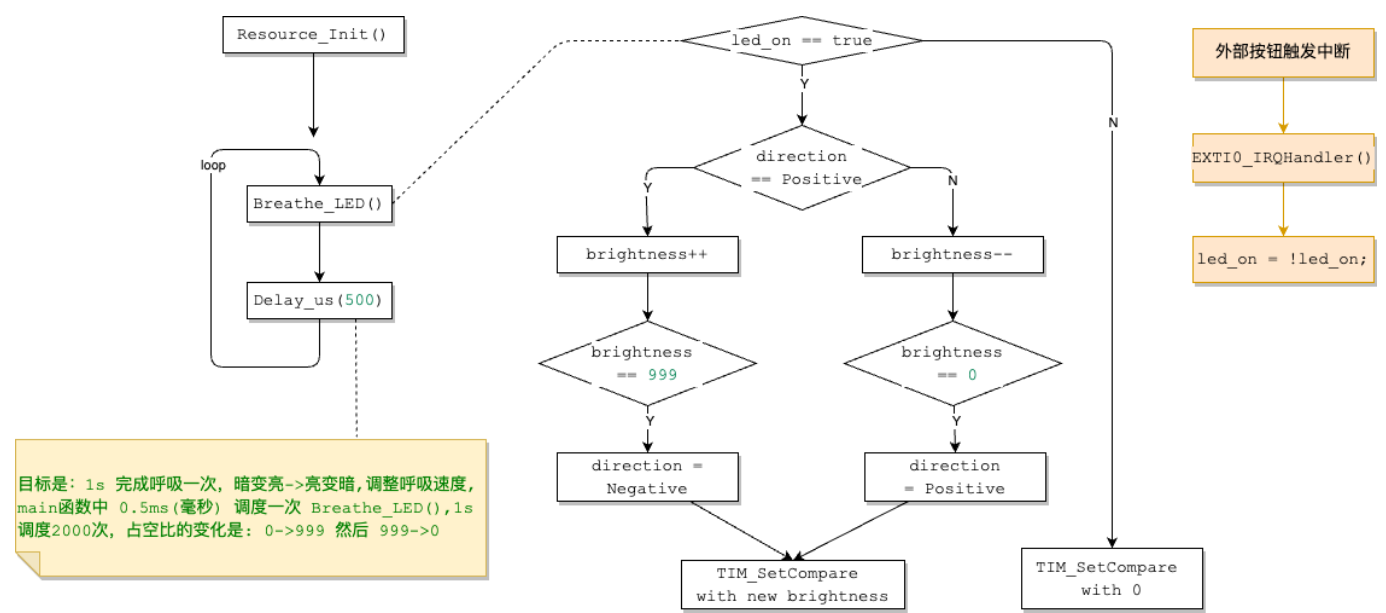 Resource_Init()
loop
Breathe_LED()
Delay_us(500)
目标是: 1s 完成呼吸一次, 暗变亮->亮变暗,调整呼吸速度,
main函数中 0.5ms(毫秒) 调度一次 Breathe_LED(),1s
调度2000次, 占空比的变化是: 0->999 然后 999->0
led_on == true
Y
N
direction
== Positive
Y
N
brightness++
brightness--
brightness
== 999
brightness
== 0
Y
Y
direction =
Negative
direction
= Positive
TIM_SetCompare
with new brightness
TIM_SetCompare
with 0
外部按钮触发中断
EXTI0_IRQHandler()
led_on = !led_on;